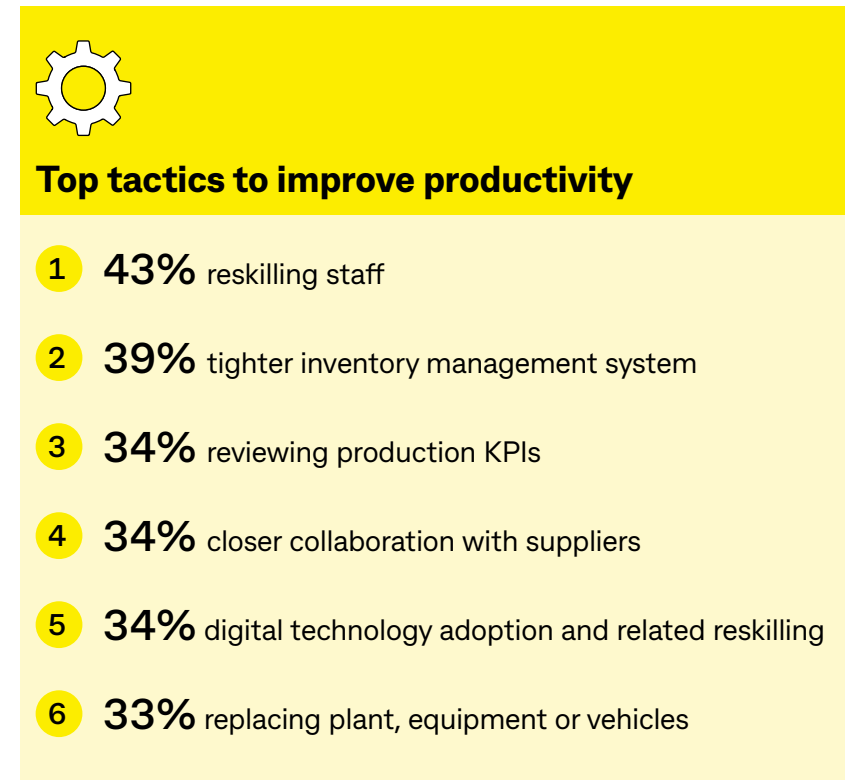 Top tactics to improve productivity
1 43% reskilling staff
2 39% tighter inventory management system
3 34% reviewing production KPIs
4 34% closer collaboration with suppliers
5 34% digital technology adoption and related reskilling
6 33% replacing plant, equipment or vehicles